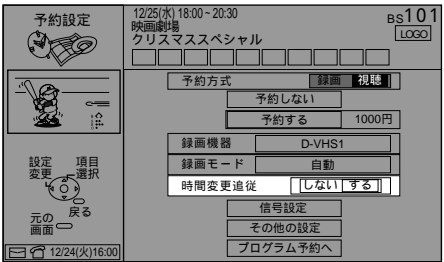 予約設定
12/25(水) 18:00~20:30
映画劇場
クリスマススペシャル
BS101
LOGO
予約方式 録画 視聴
予約しない
予約する 1000円
録画機器 D-VHS1
録画モード 自動
時間変更追従 しない する
信号設定
その他の設定
プログラム予約へ
設定
変更
項目
選択
元の
画面
戻る
12/24(火)16:00